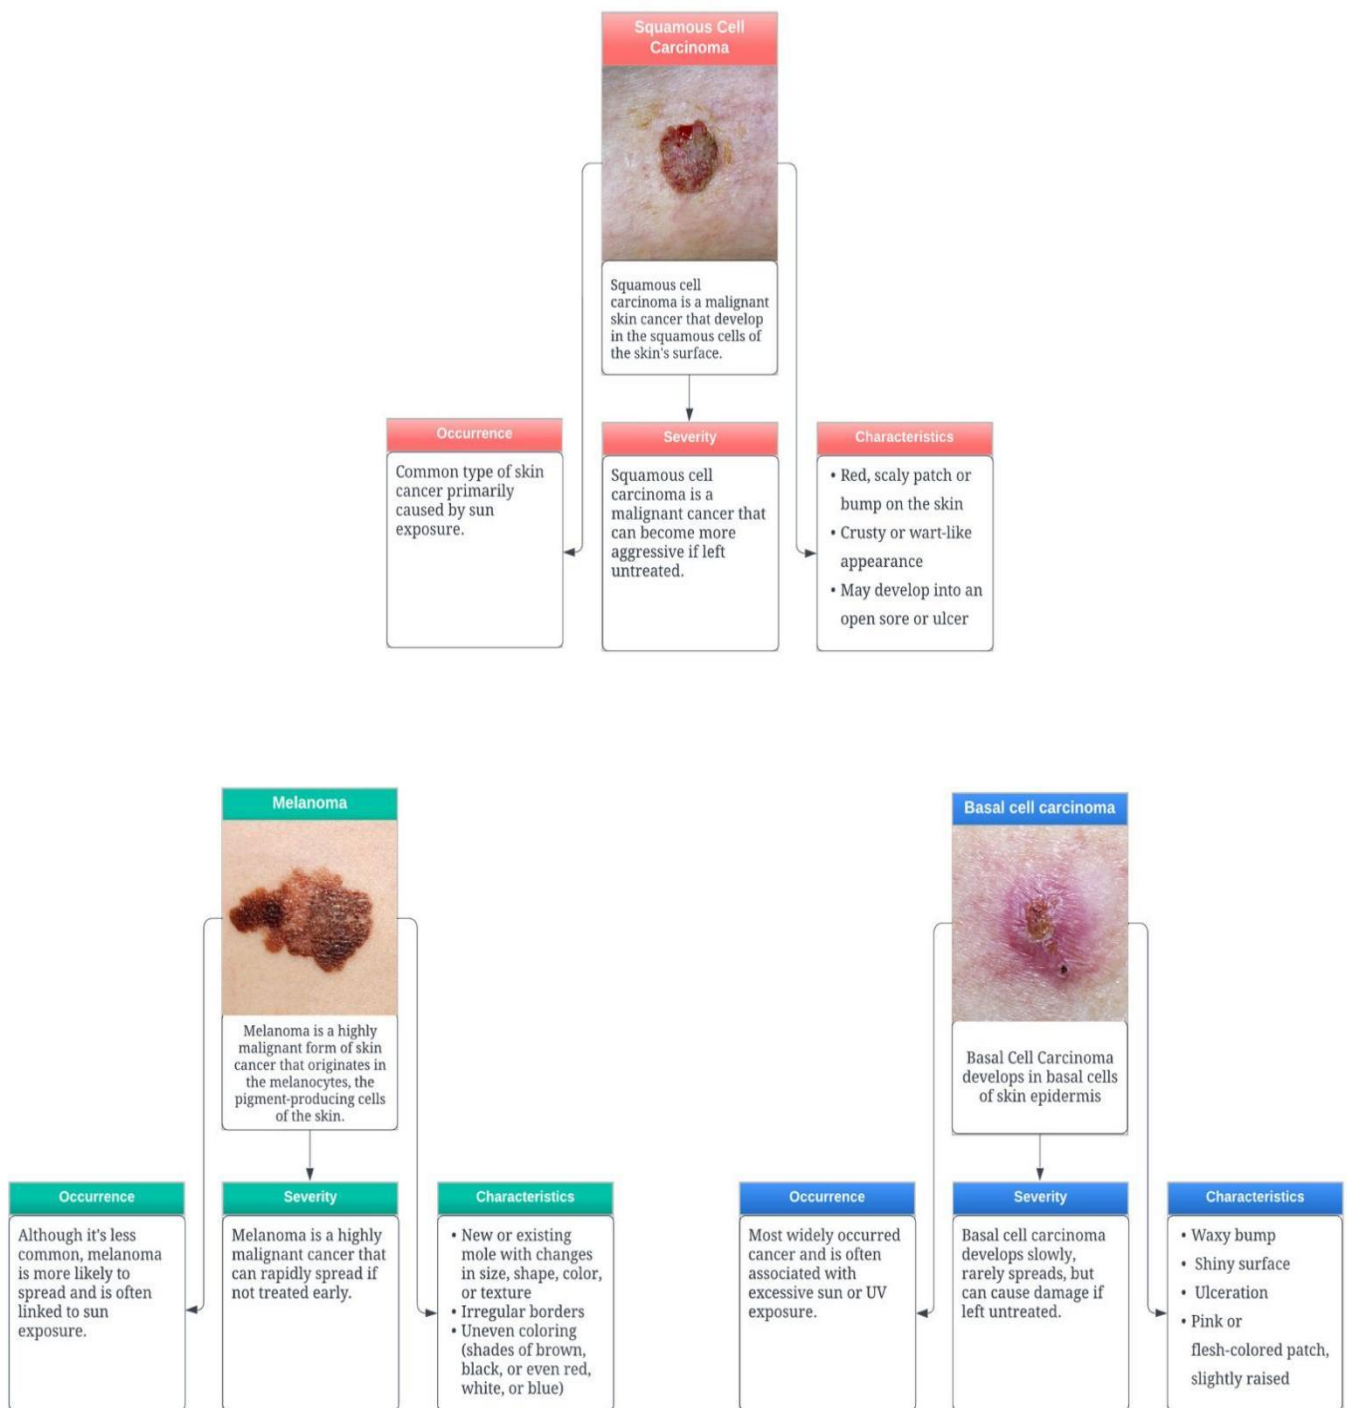 Squamous Cell
Carcinoma
Squamous cell
carcinoma is a malignant
skin cancer that develop
in the squamous cells of
the skin's surface.
Occurrence
Common type of skin
cancer primarily
caused by sun
exposure.
Severity
Squamous cell
carcinoma is a
malignant cancer that
can become more
aggressive if left
untreated.
Characteristics
• Red, scaly patch or
bump on the skin
• Crusty or wart-like
appearance
• May develop into an
open sore or ulcer
Melanoma
Melanoma is a highly
malignant form of skin
cancer that originates in
the melanocytes, the
pigment-producing cells
of the skin.
Occurrence
Although it's less
common, melanoma
is more likely to
spread and is often
linked to sun
exposure.
Severity
Melanoma is a highly
malignant cancer that
can rapidly spread if
not treated early.
Characteristics
• New or existing
mole with changes
in size, shape, color,
or texture
• Irregular borders
• Uneven coloring
(shades of brown,
black, or even red,
white, or blue)
Basal cell carcinoma
Basal Cell Carcinoma
develops in basal cells
of skin epidermis
Occurrence
Most widely occurred
cancer and is often
associated with
excessive sun or UV
exposure.
Severity
Basal cell carcinoma
develops slowly,
rarely spreads, but
can cause damage if
left untreated.
Characteristics
• Waxy bump
• Shiny surface
• Ulceration
• Pink or
flesh-colored patch,
slightly raised